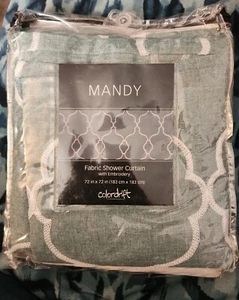 MANDY
Fabric Shower Curtain
with Embroidery
72 in x 72 in (183 cm x 183 cm)
colordrift